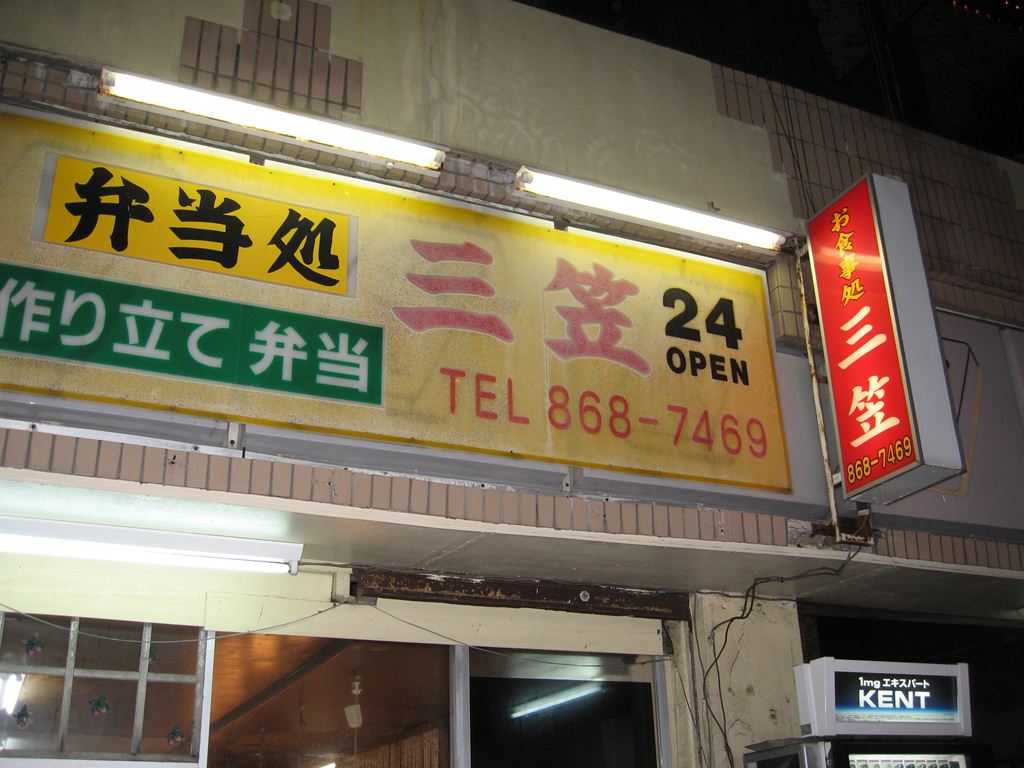 弁当処
作り立て 弁当
三笠
24
OPEN
TEL 868-7469
お食事処
三笠
868-7469
1mg エキスパート
KENT